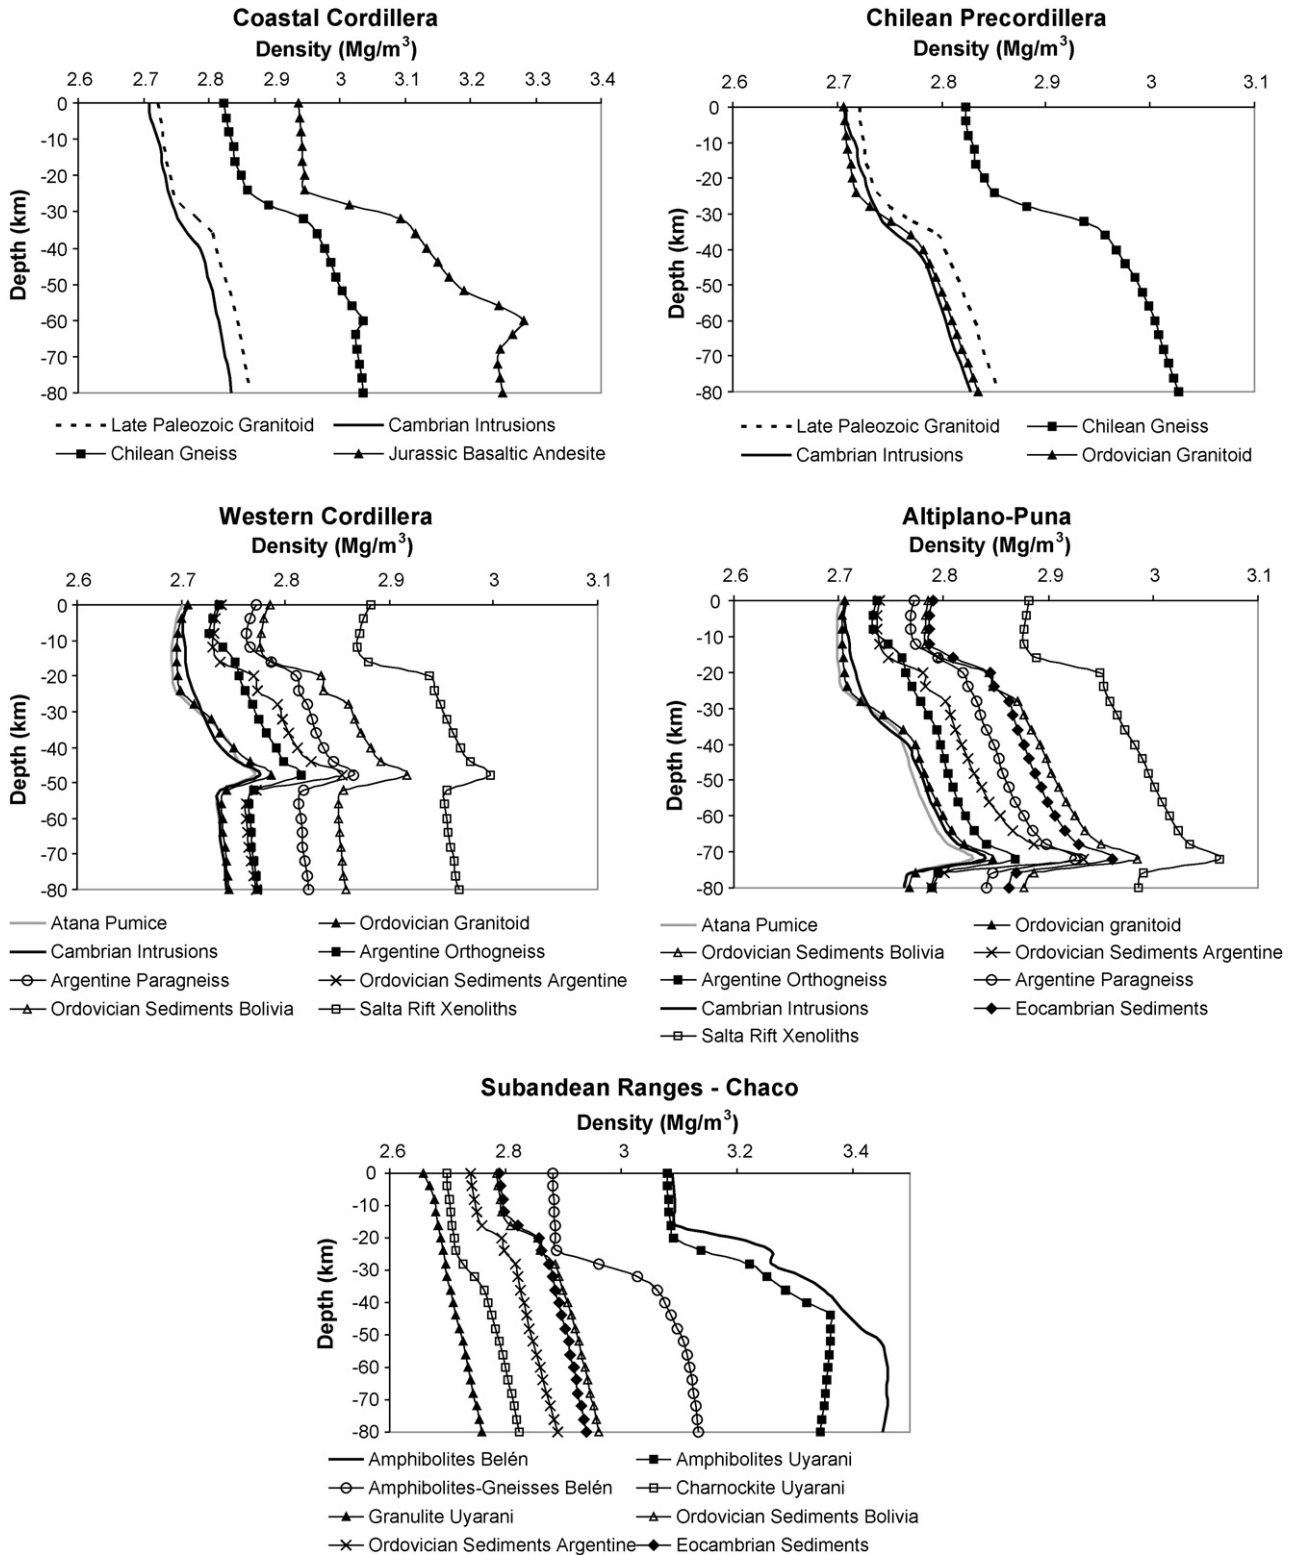 Coastal Cordillera
Density (Mg/m³)
2.6 2.7 2.8 2.9 3 3.1 3.2 3.3 3.4
Depth (km)
0
-10
-20
-30
-40
-50
-60
-70
-80
Late Paleozoic Granitoid
Cambrian Intrusions
Chilean Gneiss
Jurassic Basaltic Andesite
Chilean Precordillera
Density (Mg/m³)
2.6 2.7 2.8 2.9 3 3.1
Depth (km)
0
-10
-20
-30
-40
-50
-60
-70
-80
Late Paleozoic Granitoid
Chilean Gneiss
Cambrian Intrusions
Ordovician Granitoid
Western Cordillera
Density (Mg/m³)
2.6 2.7 2.8 2.9 3 3.1
Depth (km)
0
-10
-20
-30
-40
-50
-60
-70
-80
Atana Pumice
Ordovician Granitoid
Cambrian Intrusions
Argentine Orthogneiss
Argentine Paragneiss
Ordovician Sediments Argentine
Ordovician Sediments Bolivia
Salta Rift Xenoliths
Altiplano-Puna
Density (Mg/m³)
2.6 2.7 2.8 2.9 3 3.1
Depth (km)
0
-10
-20
-30
-40
-50
-60
-70
-80
Atana Pumice
Ordovician granitoid
Ordovician Sediments Bolivia
Ordovician Sediments Argentine
Argentine Orthogneiss
Argentine Paragneiss
Cambrian Intrusions
Eocambrian Sediments
Salta Rift Xenoliths
Subandean Ranges - Chaco
Density (Mg/m³)
2.6 2.8 3 3.2 3.4
Depth (km)
0
-10
-20
-30
-40
-50
-60
-70
-80
Amphibolites Belén
Amphibolites Uyarani
Amphibolites-Gneisses Belén
Charnockite Uyarani
Granulite Uyarani
Ordovician Sediments Bolivia
Ordovician Sediments Argentine
Eocambrian Sediments